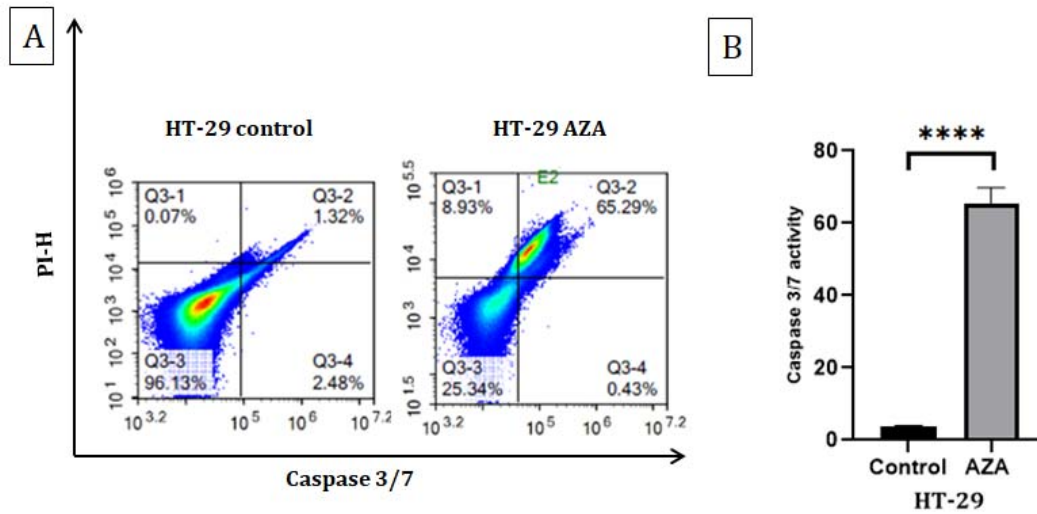 A
B
HT-29 control
HT-29 AZA
PI-H
10^6
10^5
10^4
10^3
10^2
10^1
Q3-1
0.07%
Q3-2
1.32%
Q3-3
96.13%
Q3-4
2.48%
10^3.2
10^5
10^6
10^7.2
10^5.5
10^4
10^3
10^1.5
E2
Q3-1
8.93%
Q3-2
65.29%
Q3-3
25.34%
Q3-4
0.43%
10^3.2
10^5
10^6
10^7.2
Caspase 3/7
****
Caspase 3/7 activity
80
60
40
20
0
Control AZA
HT-29